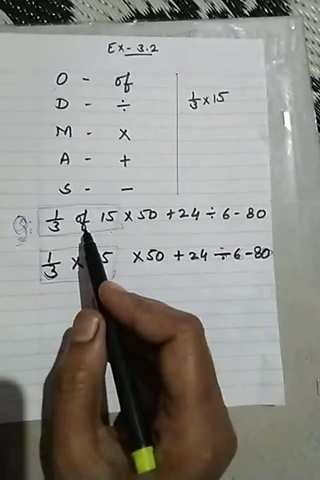 Ex-3.2
O - of
D - ÷
M - ×
A - +
S - -
1/3 × 15
Q: 1/3 of 15 × 50 + 24 ÷ 6 - 80
1/3 × 5 × 50 + 24 ÷ 6 - 80